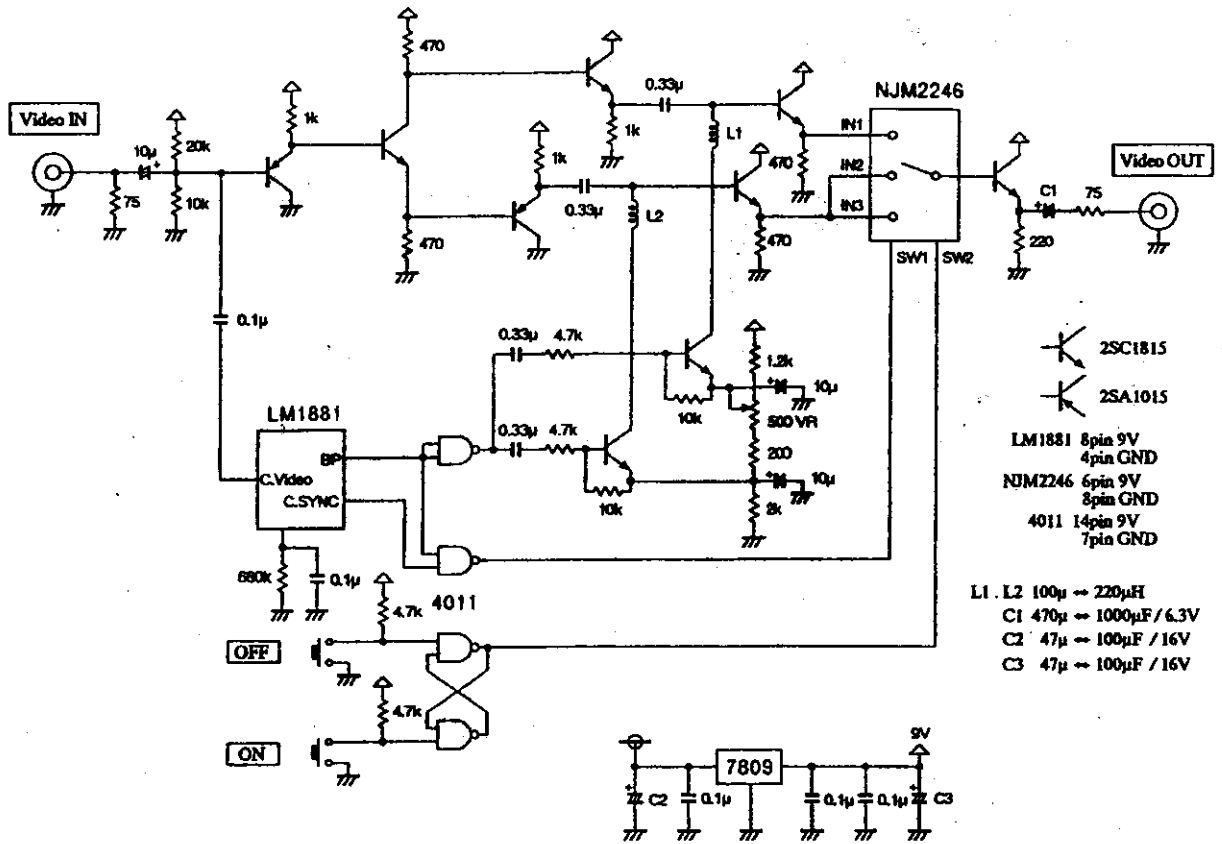 470
NJM2246
Video IN
1k
20k
10µ
+
75
10k
470
1k
1k
0.33µ
0.33µ
L1
L2
470
470
IN1
IN2
IN3
SW1
SW2
C1
+
75
220
Video OUT
0.1µ
0.33µ
4.7k
10k
0.33µ
4.7k
10k
1.2k
+
10µ
500 VR
200
+
10µ
2k
2SC1815
2SA1015
LM1881 8pin 9V
4pin GND
NJM2246 6pin 9V
8pin GND
4011 14pin 9V
7pin GND
LM1881
BP
C.Video
C.SYNC
680k
0.1µ
4011
4.7k
OFF
4.7k
ON
L1 . L2 100µ ↔ 220µH
C1 470µ ↔ 1000µF / 6.3V
C2 47µ ↔ 100µF / 16V
C3 47µ ↔ 100µF / 16V
9V
7809
+
C2
0.1µ
0.1µ
0.1µ
+
C3